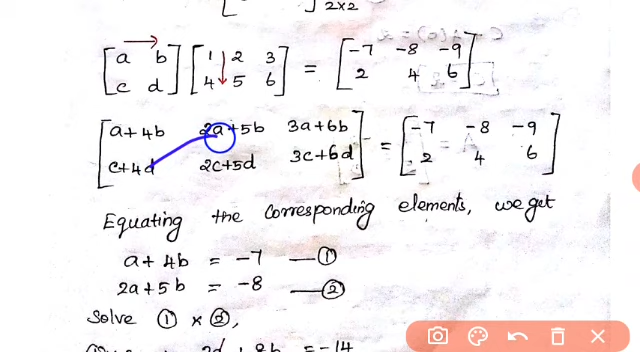 2x2
[a b c d] [1 2 3 4 5 6] = [-7 -8 -9 2 4 6]
[a+4b 2a+5b 3a+6b c+4d 2c+5d 3c+6d] = [-7 -8 -9 2 4 6]
Equating the corresponding elements, we get
a + 4b = -7 —①
2a + 5b = -8 —②
Solve ① x ②,
= -14